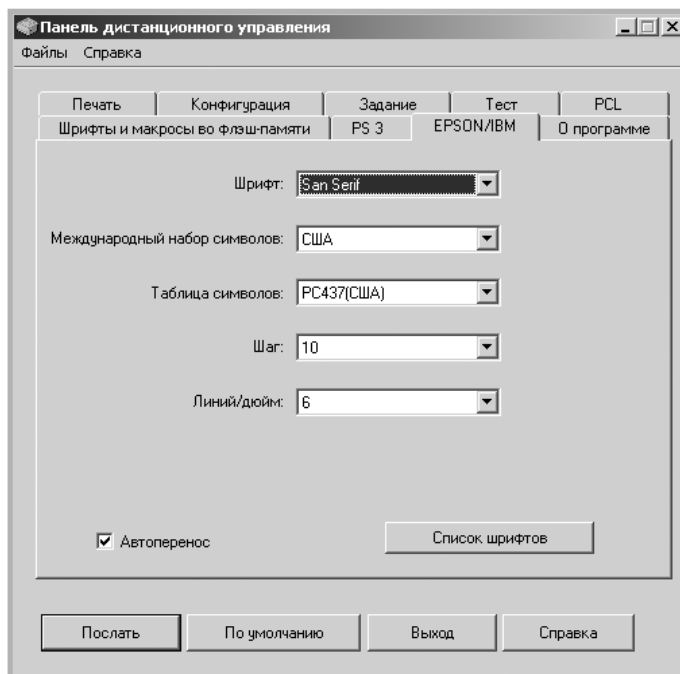 Панель дистанционного управления
Файлы Справка
Печать Конфигурация Задание Тест PCL
Шрифты и макросы во флэш-памяти PS 3 EPSON/IBM О программе
Шрифт: San Serif
Международный набор символов: США
Таблица символов: PC437(США)
Шаг: 10
Линий/дюйм: 6
Автоперенос Список шрифтов
Послать По умолчанию Выход Справка